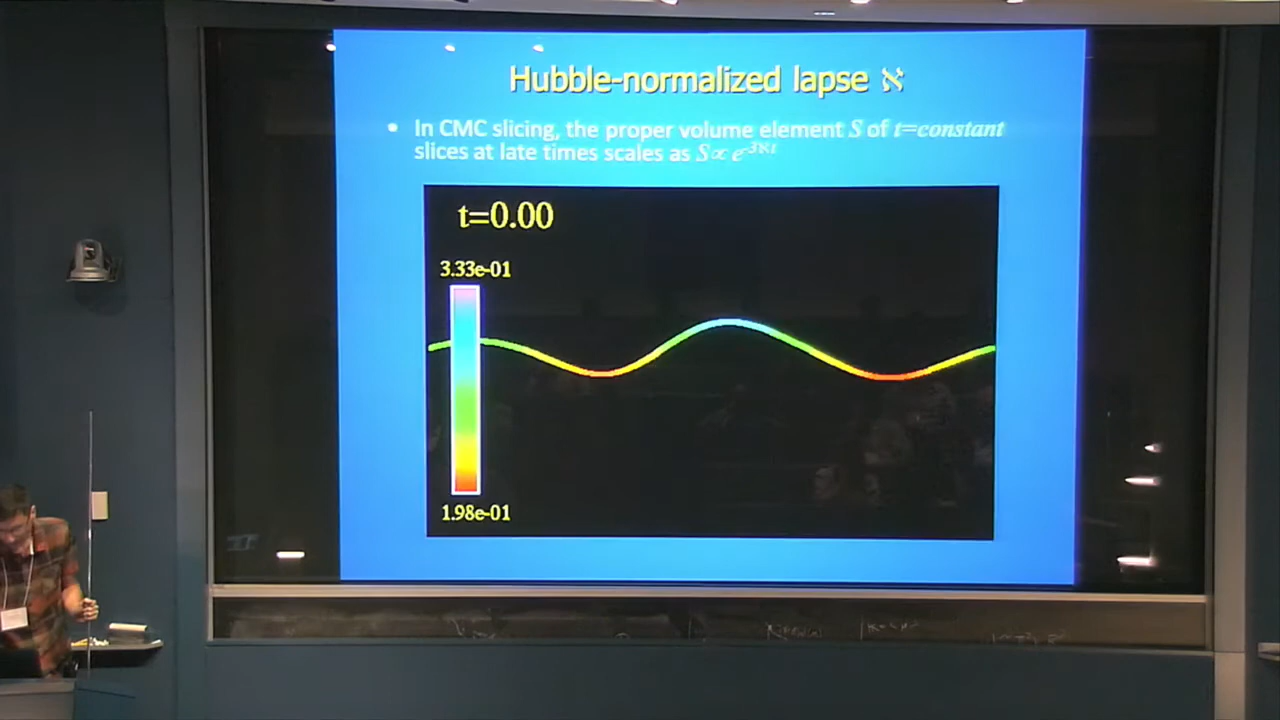 Hubble-normalized lapse ℵ
• In CMC slicing, the proper volume element S of t=constant
slices at late times scales as S∝ e^-3ℵt
t=0.00
3.33e-01
1.98e-01